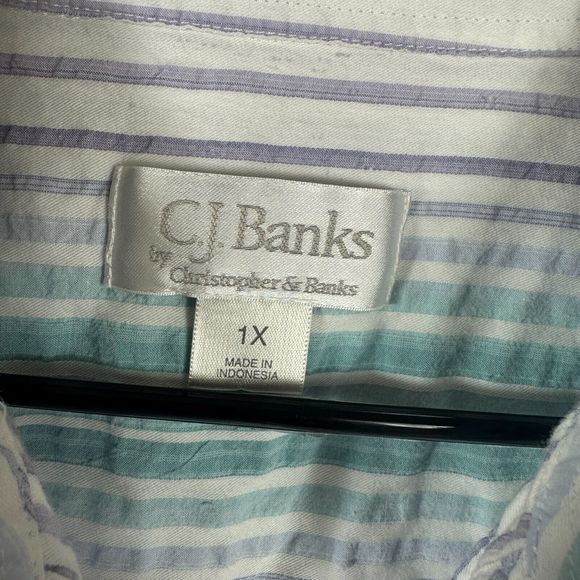 C.J. Banks
by Christopher & Banks
1X
MADE IN
INDONESIA